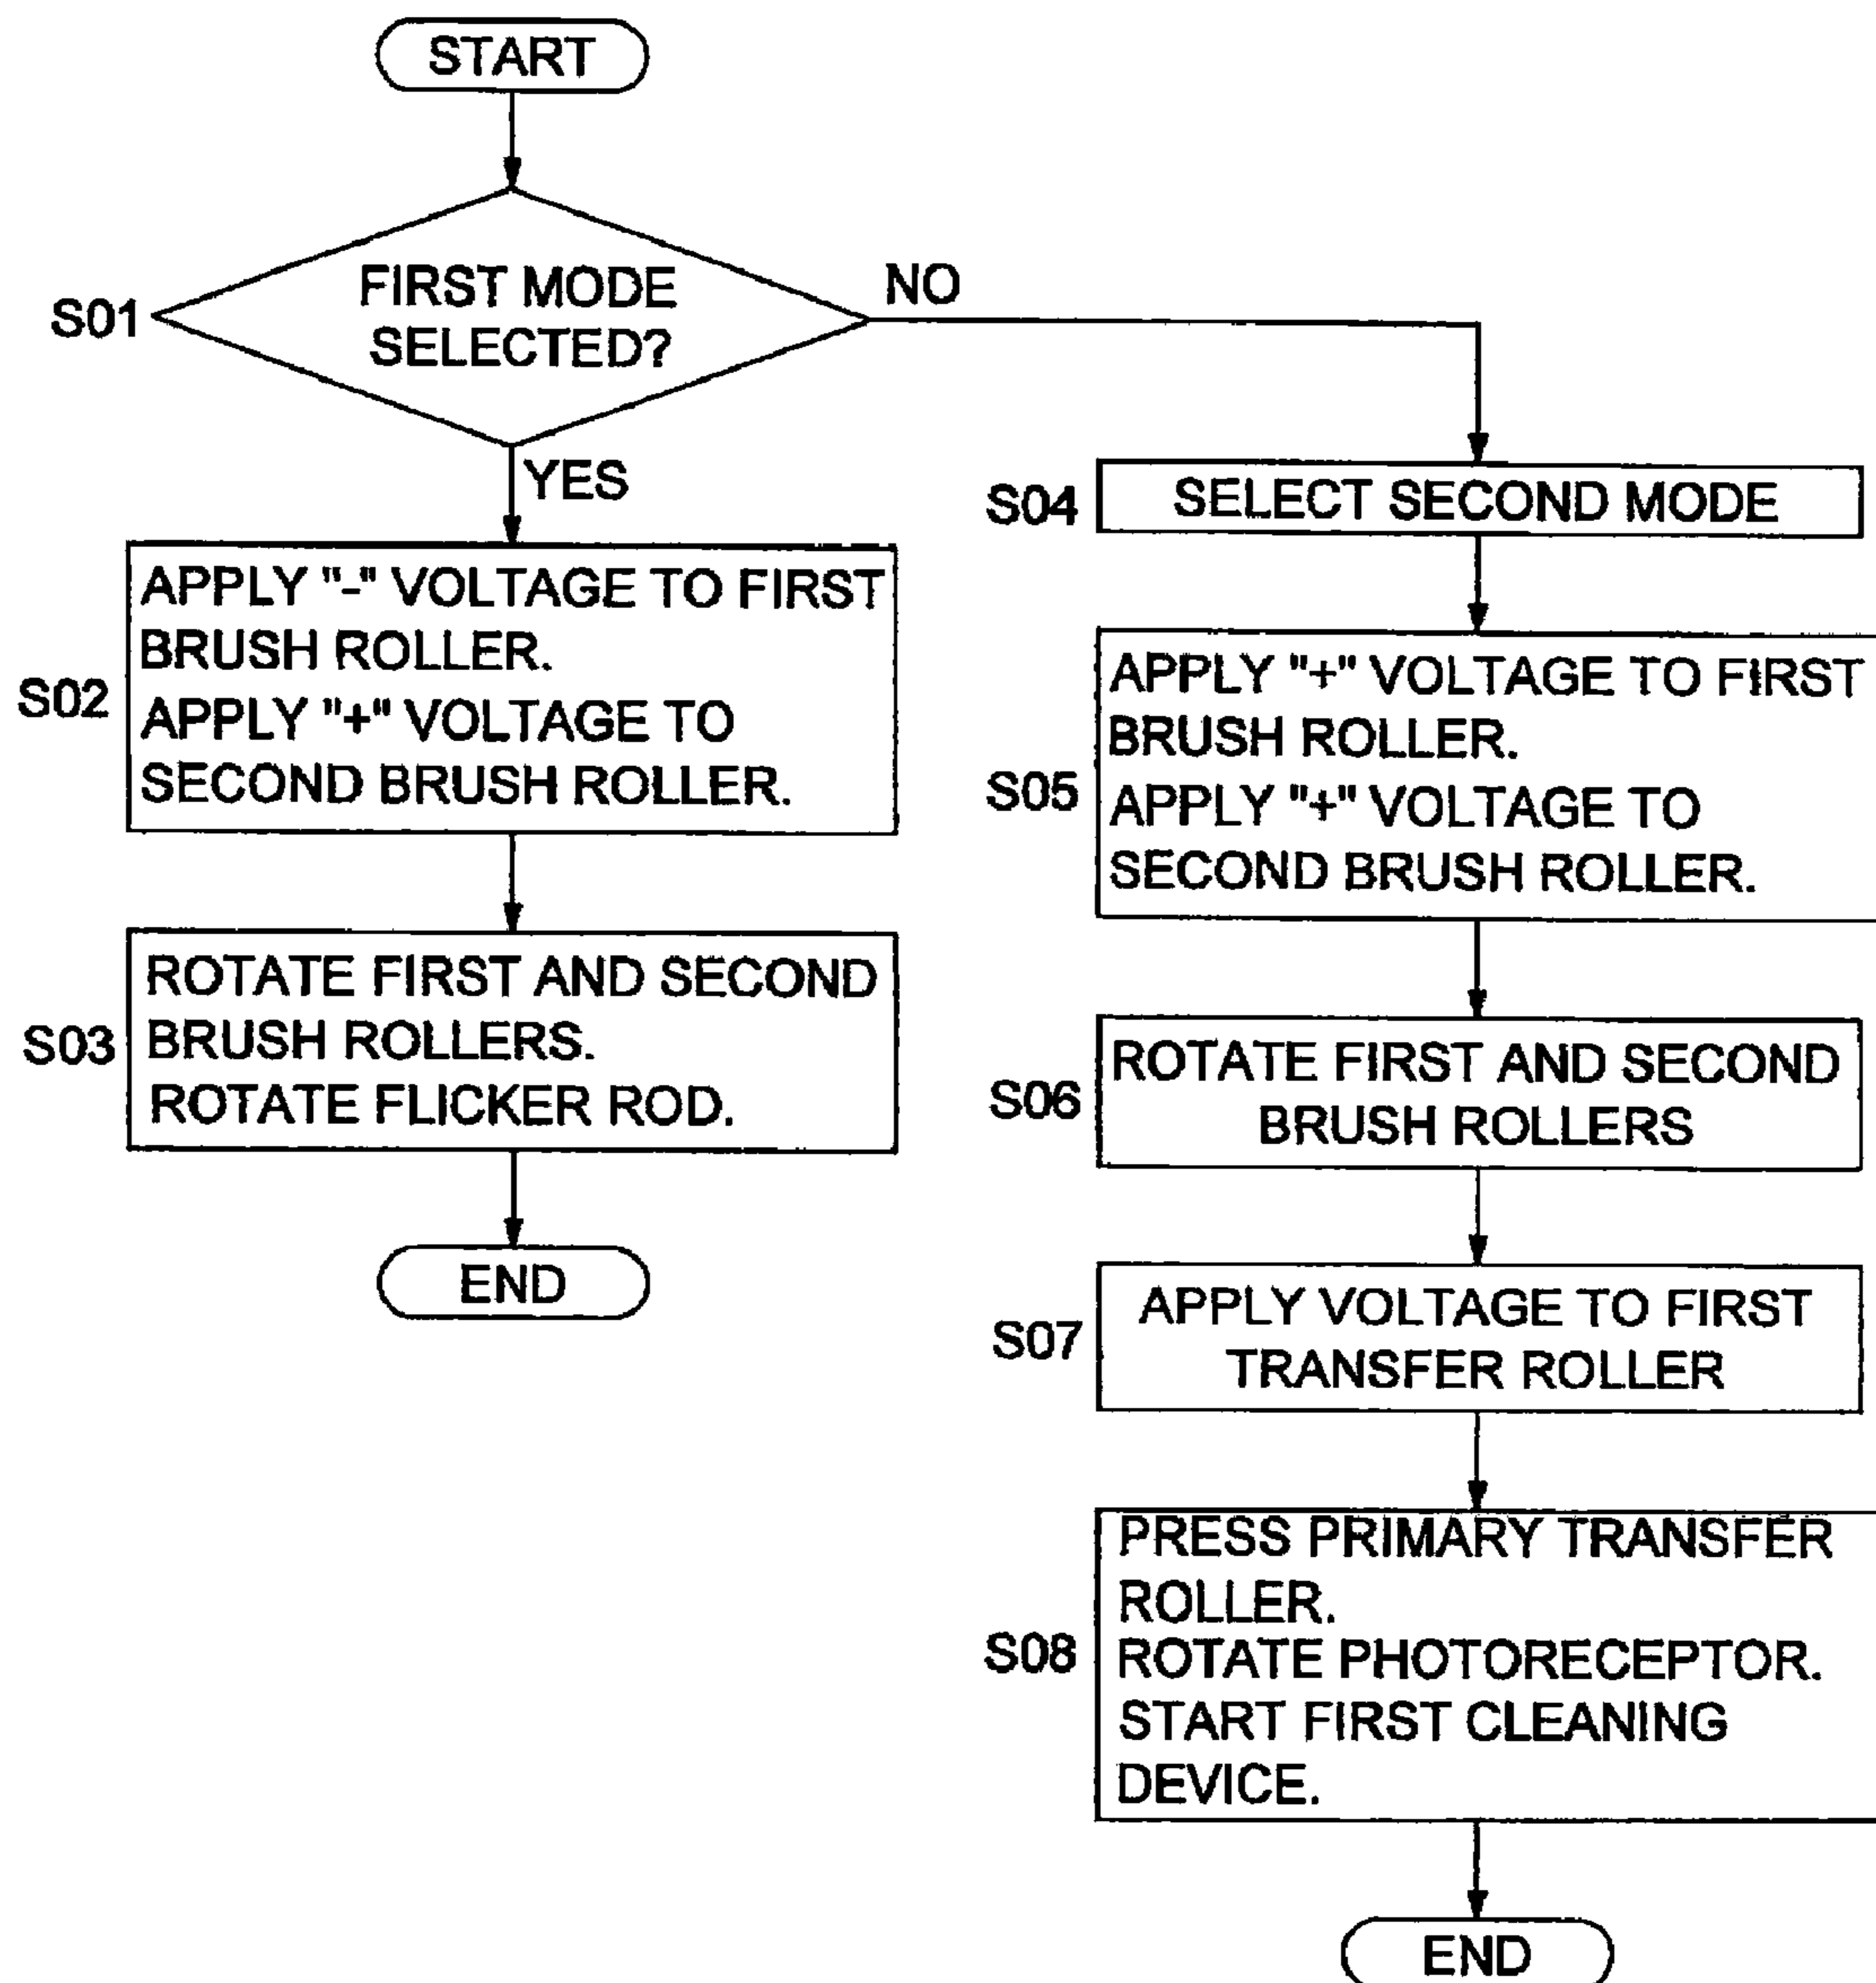 START
S01
FIRST MODE
SELECTED?
NO
YES
S02
APPLY "-" VOLTAGE TO FIRST
BRUSH ROLLER.
APPLY "+" VOLTAGE TO
SECOND BRUSH ROLLER.
S03
ROTATE FIRST AND SECOND
BRUSH ROLLERS.
ROTATE FLICKER ROD.
END
S04
SELECT SECOND MODE
S05
APPLY "+" VOLTAGE TO FIRST
BRUSH ROLLER.
APPLY "+" VOLTAGE TO
SECOND BRUSH ROLLER.
S06
ROTATE FIRST AND SECOND
BRUSH ROLLERS
S07
APPLY VOLTAGE TO FIRST
TRANSFER ROLLER
S08
PRESS PRIMARY TRANSFER
ROLLER.
ROTATE PHOTORECEPTOR.
START FIRST CLEANING
DEVICE.
END